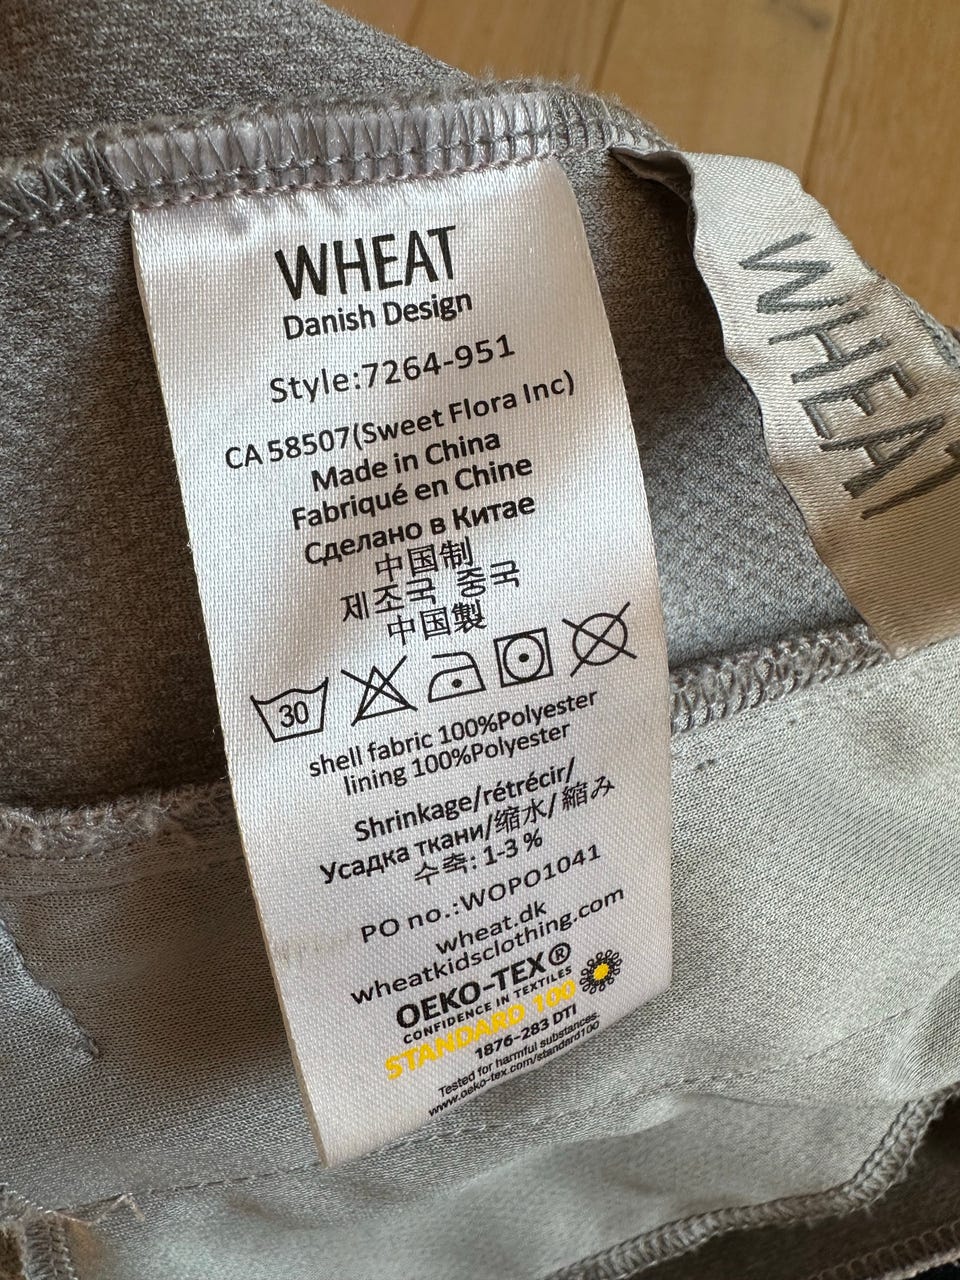 WHEAT
Danish Design
Style:7264-951
CA 58507(Sweet Flora Inc)
Made in China
Fabriqué en Chine
Сделано в Китае
中国制
제조국 중국
中国製
30
shell fabric 100%Polyester
lining 100%Polyester
Shrinkage/rétrécir/
Усадка ткани/缩水/縮み
수축: 1-3 %
PO no.:WOPO1041
wheat.dk
wheatkidsclothing.com
OEKO-TEX®
CONFIDENCE IN TEXTILES
STANDARD 100
1876-283 DTI
Tested for harmful substances.
www.oeko-tex.com/standard100
WHEAT